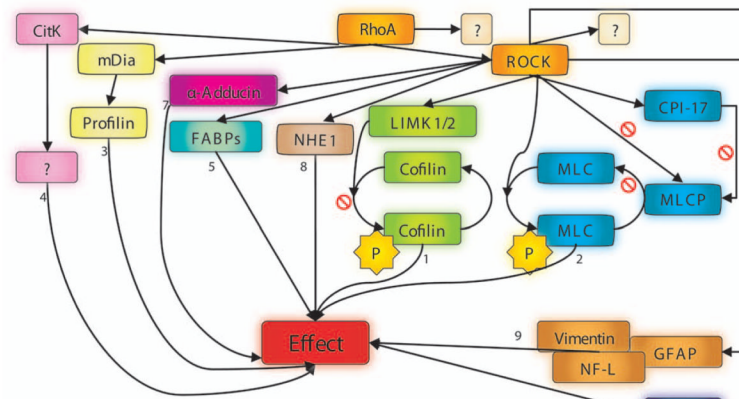 CitK
RhoA
?
?
mDia
ROCK
7
α-Adducin
CPI-17
Profilin
FABPs
NHE1
LIMK1/2
3
5
8
?
Cofilin
MLC
MLCP
4
Cofilin
MLC
P
P
1
2
Effect
9
Vimentin
GFAP
NF-L